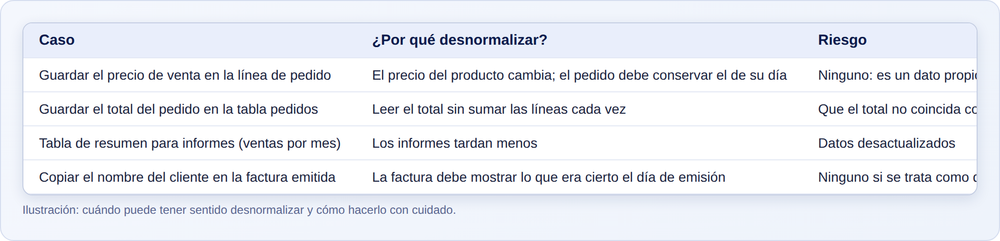 Caso ¿Por qué desnormalizar? Riesgo
Guardar el precio de venta en la línea de pedido El precio del producto cambia; el pedido debe conservar el de su día Ninguno: es un dato
Guardar el total del pedido en la tabla pedidos Leer el total sin sumar las líneas cada vez Que el total no coincida
Tabla de resumen para informes (ventas por mes) Los informes tardan menos Datos desactualizados
Copiar el nombre del cliente en la factura emitida La factura debe mostrar lo que era cierto el día de emisión Ninguno si se trata como
Ilustración: cuándo puede tener sentido desnormalizar y cómo hacerlo con cuidado.